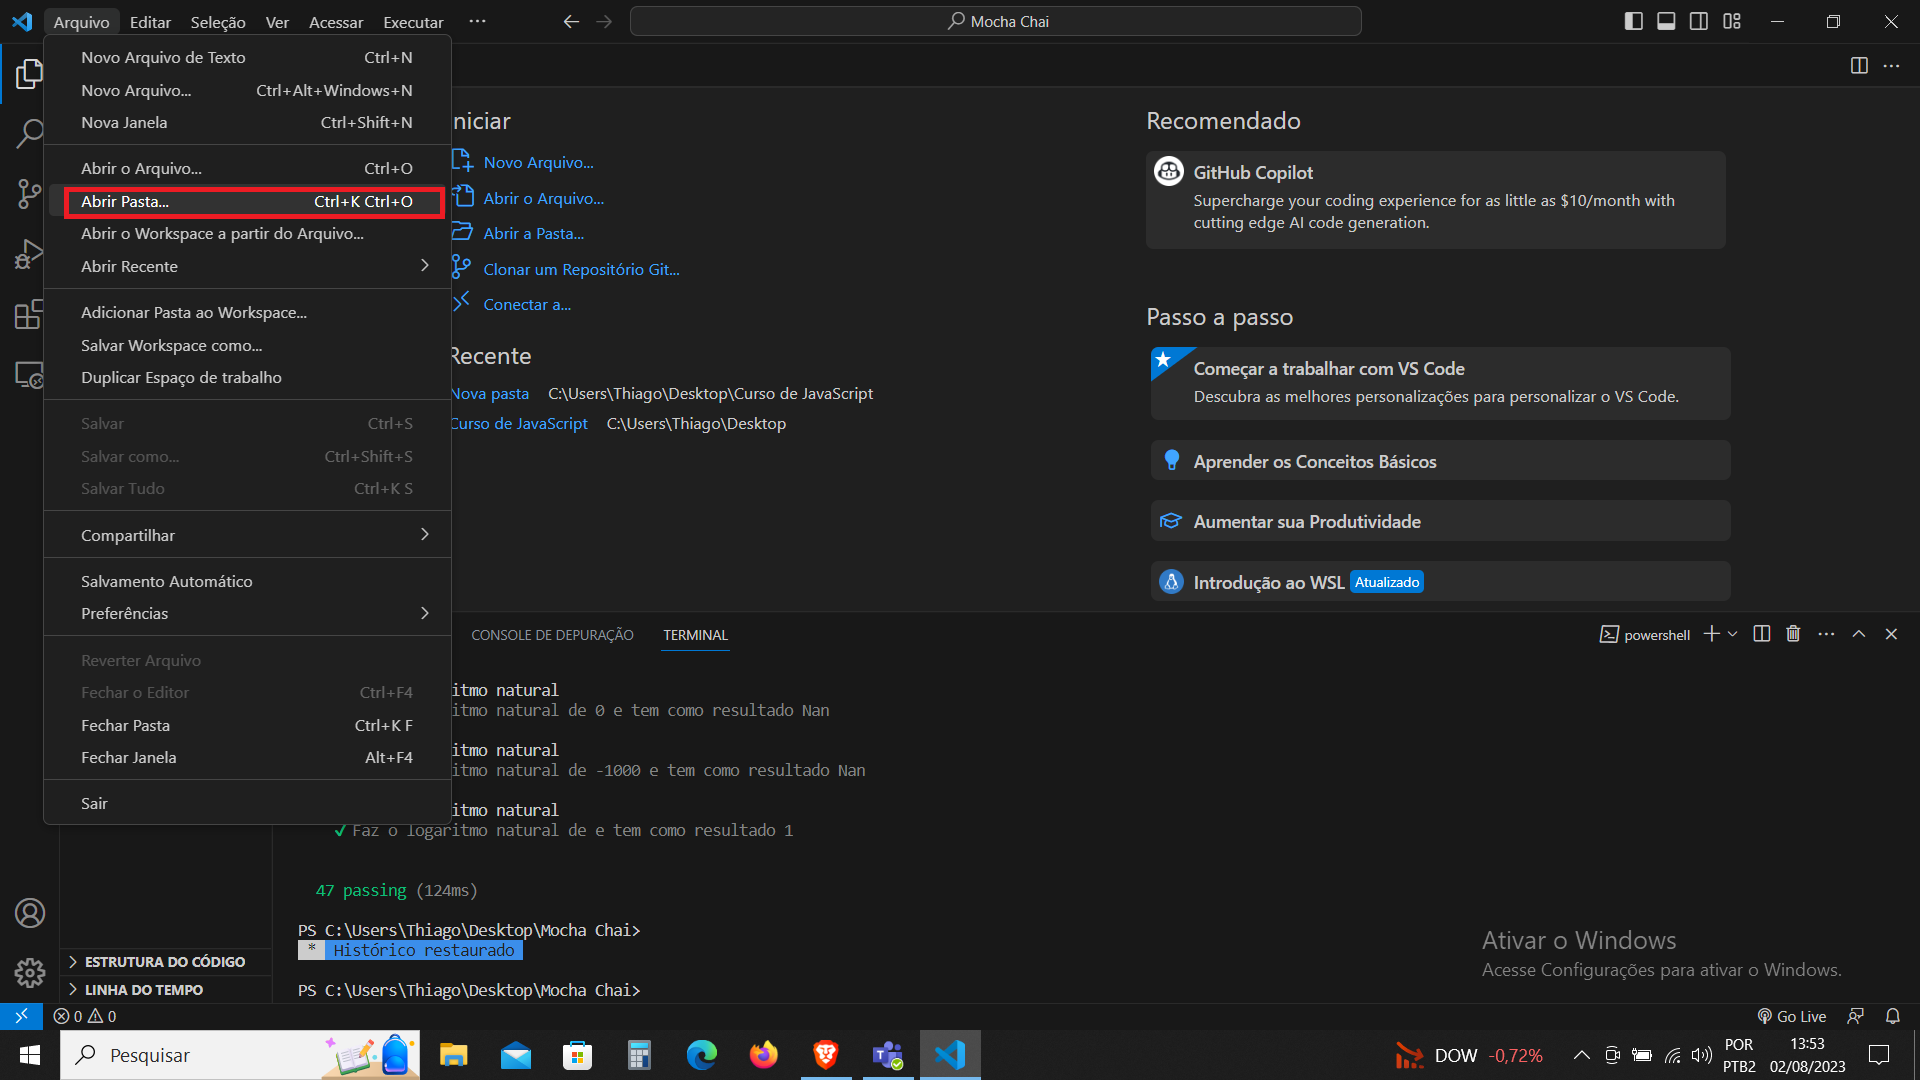 Arquivo Editar Seleção Ver Acessar Executar ···
Mocha Chai
Novo Arquivo de Texto Ctrl+N
Novo Arquivo... Ctrl+Alt+Windows+N
Nova Janela Ctrl+Shift+N
Abrir o Arquivo... Ctrl+O
Abrir Pasta... Ctrl+K Ctrl+O
Abrir o Workspace a partir do Arquivo...
Abrir Recente
Adicionar Pasta ao Workspace...
Salvar Workspace como...
Duplicar Espaço de trabalho
Salvar Ctrl+S
Salvar como... Ctrl+Shift+S
Salvar Tudo Ctrl+K S
Compartilhar
Salvamento Automático
Preferências
Reverter Arquivo
Fechar o Editor Ctrl+F4
Fechar Pasta Ctrl+K F
Fechar Janela Alt+F4
Sair
niciar
Novo Arquivo...
Abrir o Arquivo...
Abrir a Pasta...
Clonar um Repositório Git...
Conectar a...
Recente
Nova pasta C:\Users\Thiago\Desktop\Curso de JavaScript
Curso de JavaScript C:\Users\Thiago\Desktop
Recomendado
GitHub Copilot
Supercharge your coding experience for as little as $10/month with
cutting edge AI code generation.
Passo a passo
Começar a trabalhar com VS Code
Descubra as melhores personalizações para personalizar o VS Code.
Aprender os Conceitos Básicos
Aumentar sua Produtividade
Introdução ao WSL Atualizado
CONSOLE DE DEPURAÇÃO TERMINAL
powershell
itmo natural
itmo natural de 0 e tem como resultado Nan
itmo natural
itmo natural de -1000 e tem como resultado Nan
itmo natural
✓ Faz o logaritmo natural de e tem como resultado 1
47 passing (124ms)
PS C:\Users\Thiago\Desktop\Mocha Chai>
* Histórico restaurado
PS C:\Users\Thiago\Desktop\Mocha Chai>
ESTRUTURA DO CÓDIGO
LINHA DO TEMPO
Ativar o Windows
Acesse Configurações para ativar o Windows.
0 0
Go Live
Pesquisar
DOW -0,72%
POR
PTB2
13:53
02/08/2023